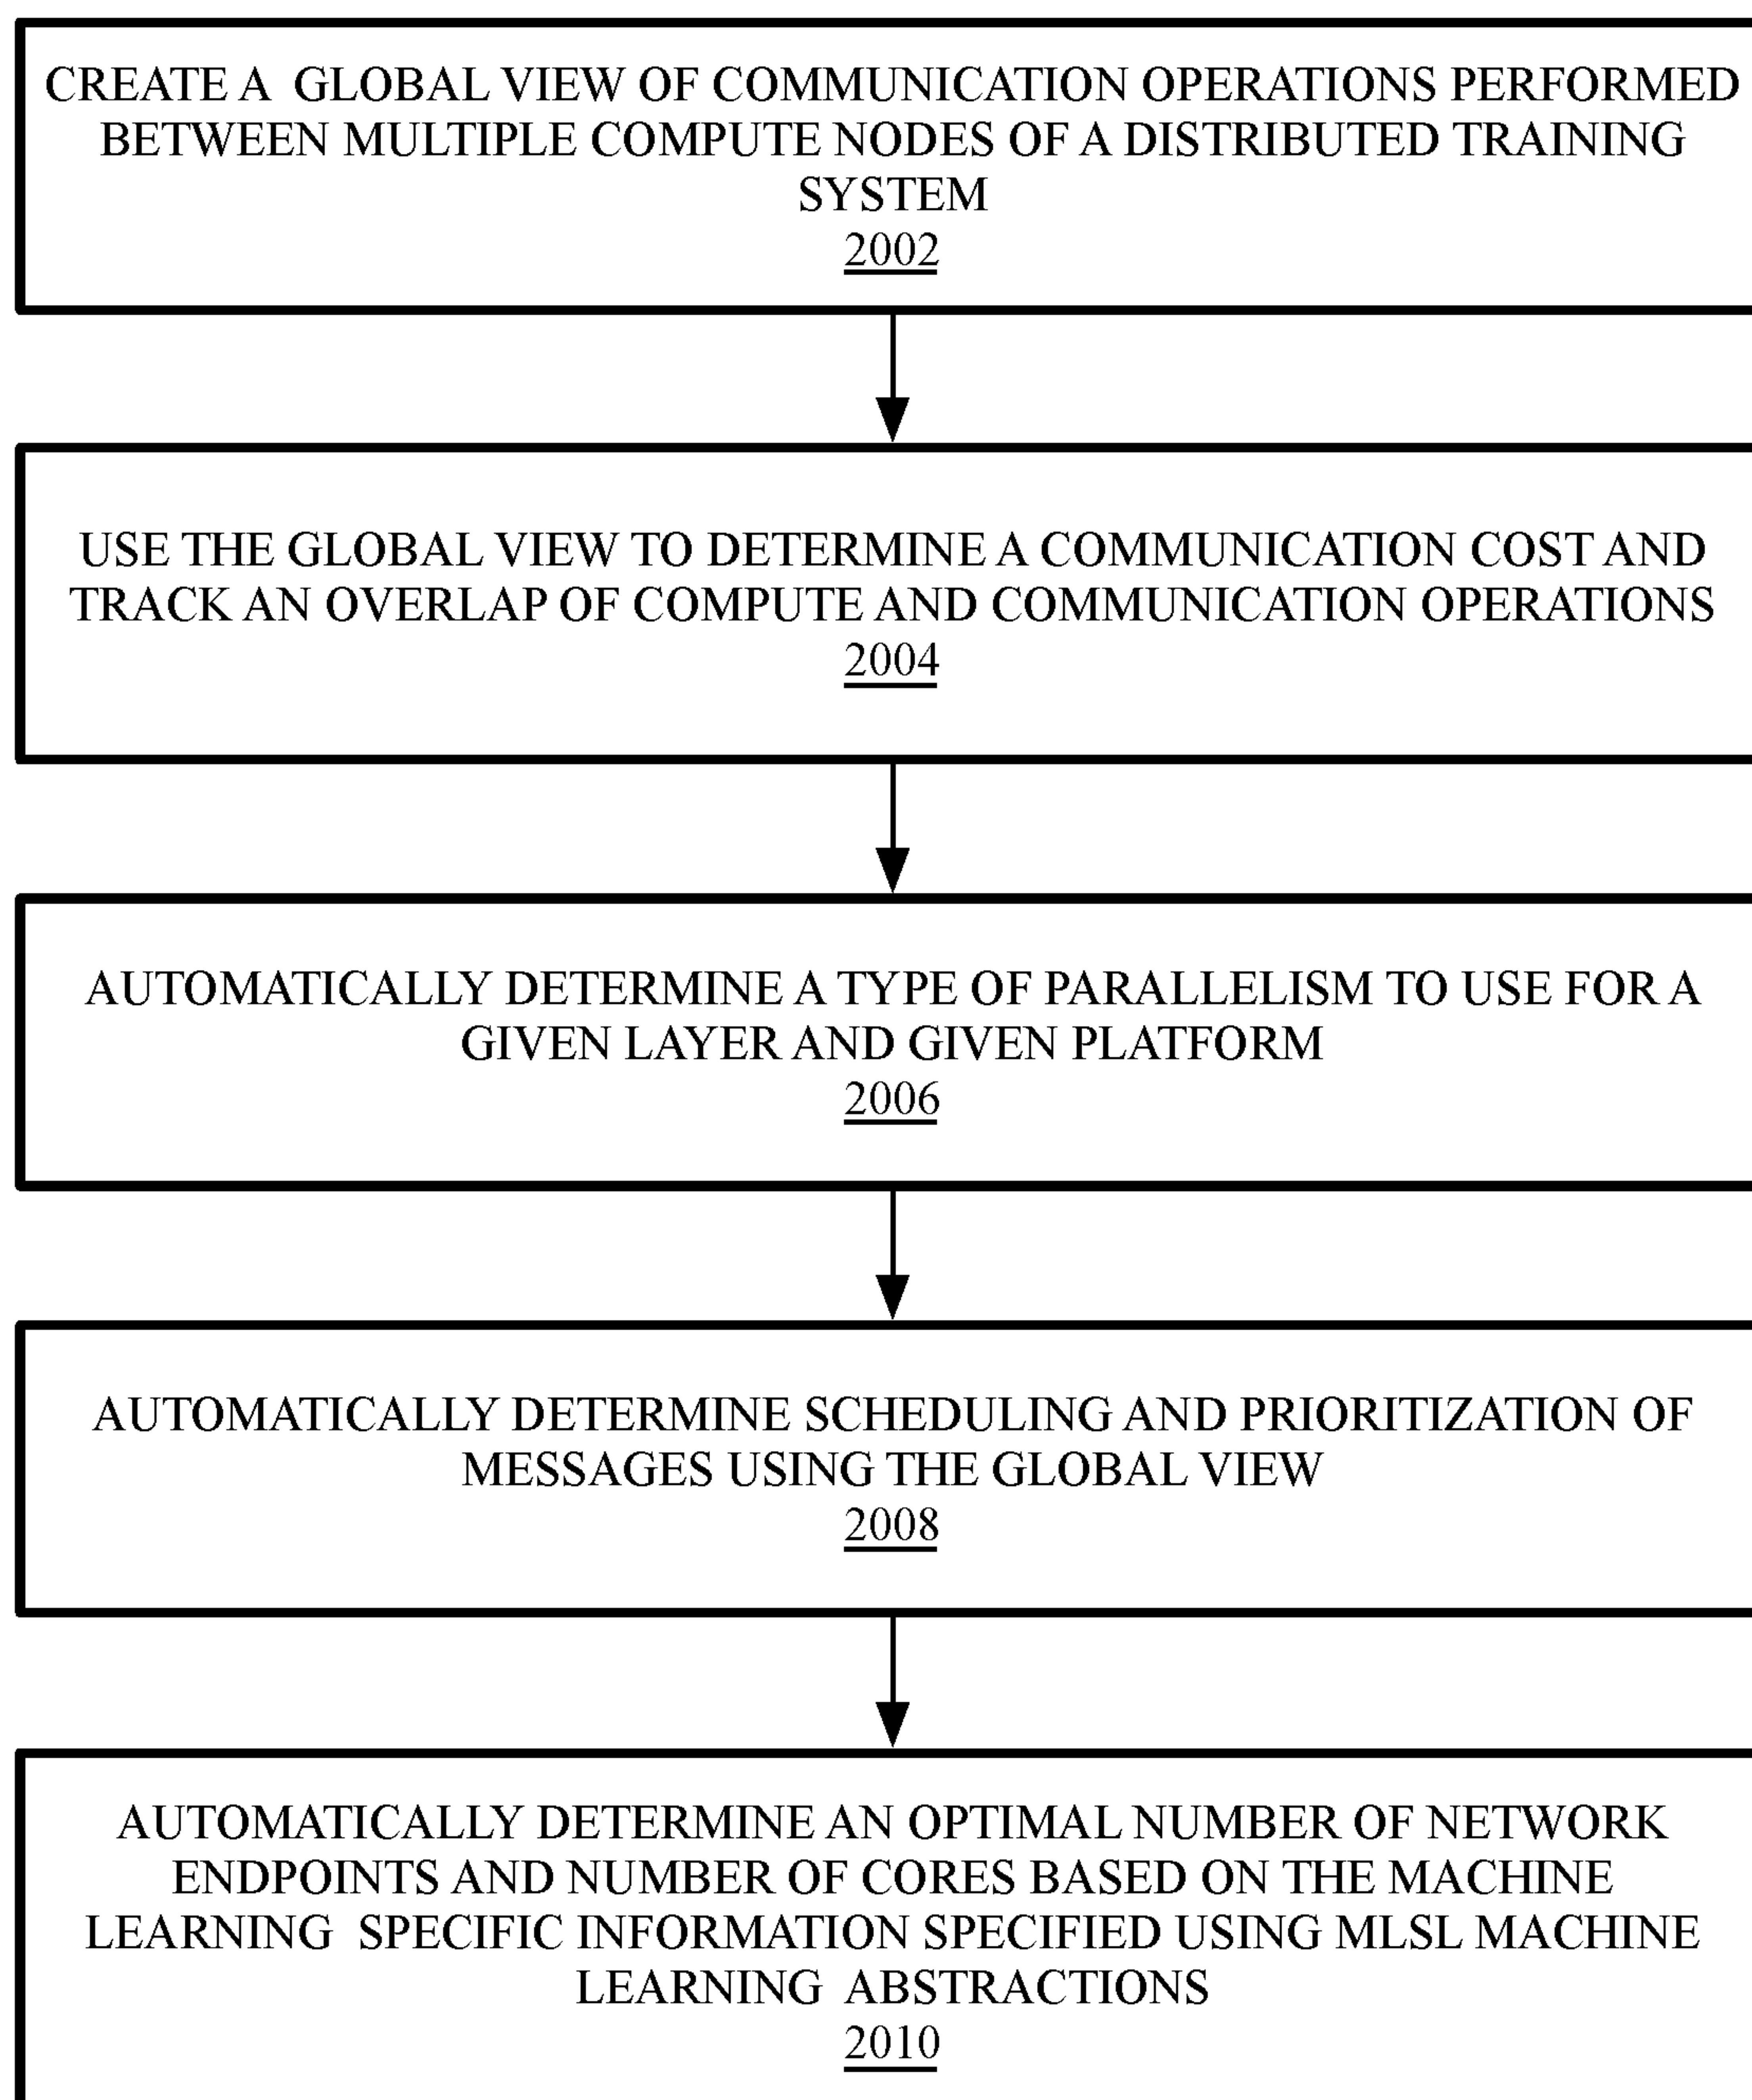 CREATE A GLOBAL VIEW OF COMMUNICATION OPERATIONS PERFORMED
BETWEEN MULTIPLE COMPUTE NODES OF A DISTRIBUTED TRAINING
SYSTEM
2002
USE THE GLOBAL VIEW TO DETERMINE A COMMUNICATION COST AND
TRACK AN OVERLAP OF COMPUTE AND COMMUNICATION OPERATIONS
2004
AUTOMATICALLY DETERMINE A TYPE OF PARALLELISM TO USE FOR A
GIVEN LAYER AND GIVEN PLATFORM
2006
AUTOMATICALLY DETERMINE SCHEDULING AND PRIORITIZATION OF
MESSAGES USING THE GLOBAL VIEW
2008
AUTOMATICALLY DETERMINE AN OPTIMAL NUMBER OF NETWORK
ENDPOINTS AND NUMBER OF CORES BASED ON THE MACHINE
LEARNING SPECIFIC INFORMATION SPECIFIED USING MLSL MACHINE
LEARNING ABSTRACTIONS
2010